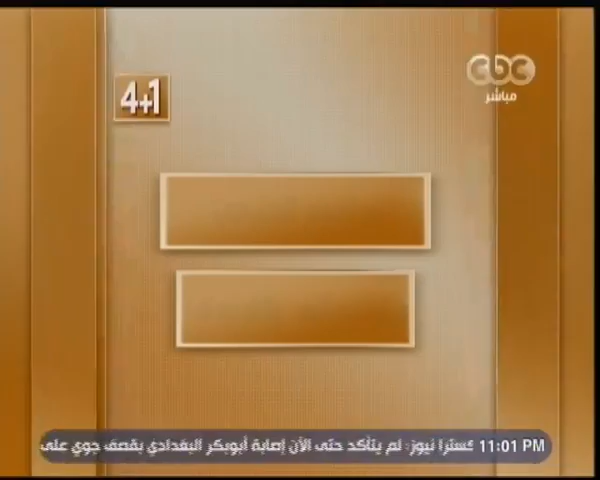 4+1
cbc
مباشر
11:01 PM كسترا نيوز: لم يتأكد حتى الآن إصابة أبوبكر البغدادي بقصف جوي على